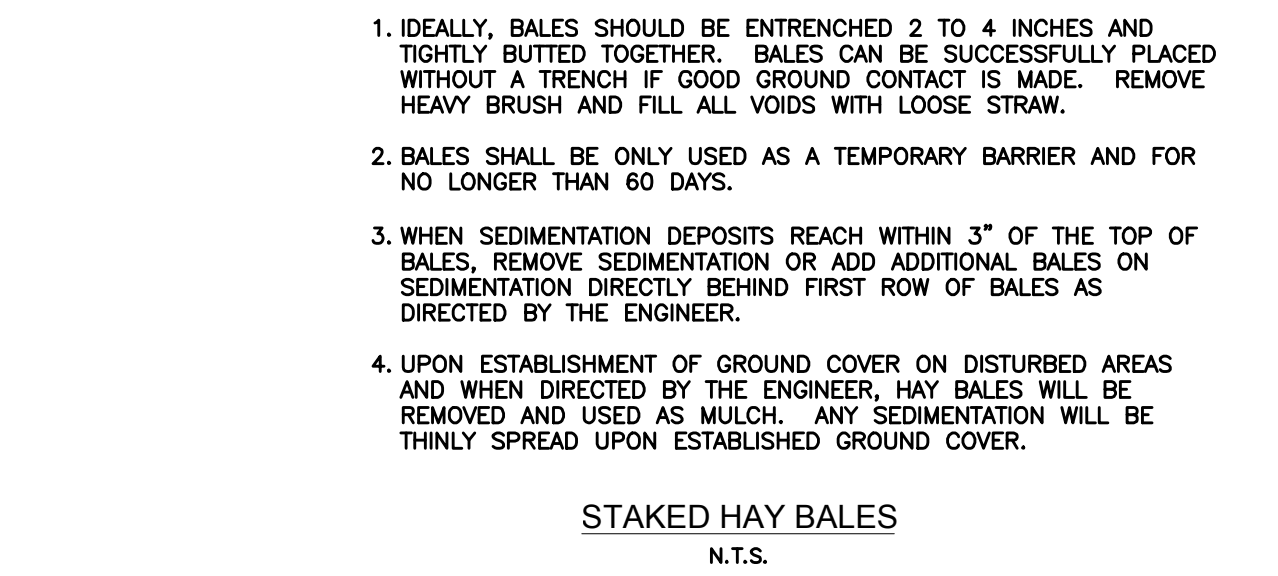 1. IDEALLY, BALES SHOULD BE ENTRENCHED 2 TO 4 INCHES AND
TIGHTLY BUTTED TOGETHER. BALES CAN BE SUCCESSFULLY PLACED
WITHOUT A TRENCH IF GOOD GROUND CONTACT IS MADE. REMOVE
HEAVY BRUSH AND FILL ALL VOIDS WITH LOOSE STRAW.
2. BALES SHALL BE ONLY USED AS A TEMPORARY BARRIER AND FOR
NO LONGER THAN 60 DAYS.
3. WHEN SEDIMENTATION DEPOSITS REACH WITHIN 3" OF THE TOP OF
BALES, REMOVE SEDIMENTATION OR ADD ADDITIONAL BALES ON
SEDIMENTATION DIRECTLY BEHIND FIRST ROW OF BALES AS
DIRECTED BY THE ENGINEER.
4. UPON ESTABLISHMENT OF GROUND COVER ON DISTURBED AREAS
AND WHEN DIRECTED BY THE ENGINEER, HAY BALES WILL BE
REMOVED AND USED AS MULCH. ANY SEDIMENTATION WILL BE
THINLY SPREAD UPON ESTABLISHED GROUND COVER.
STAKED HAY BALES
N.T.S.